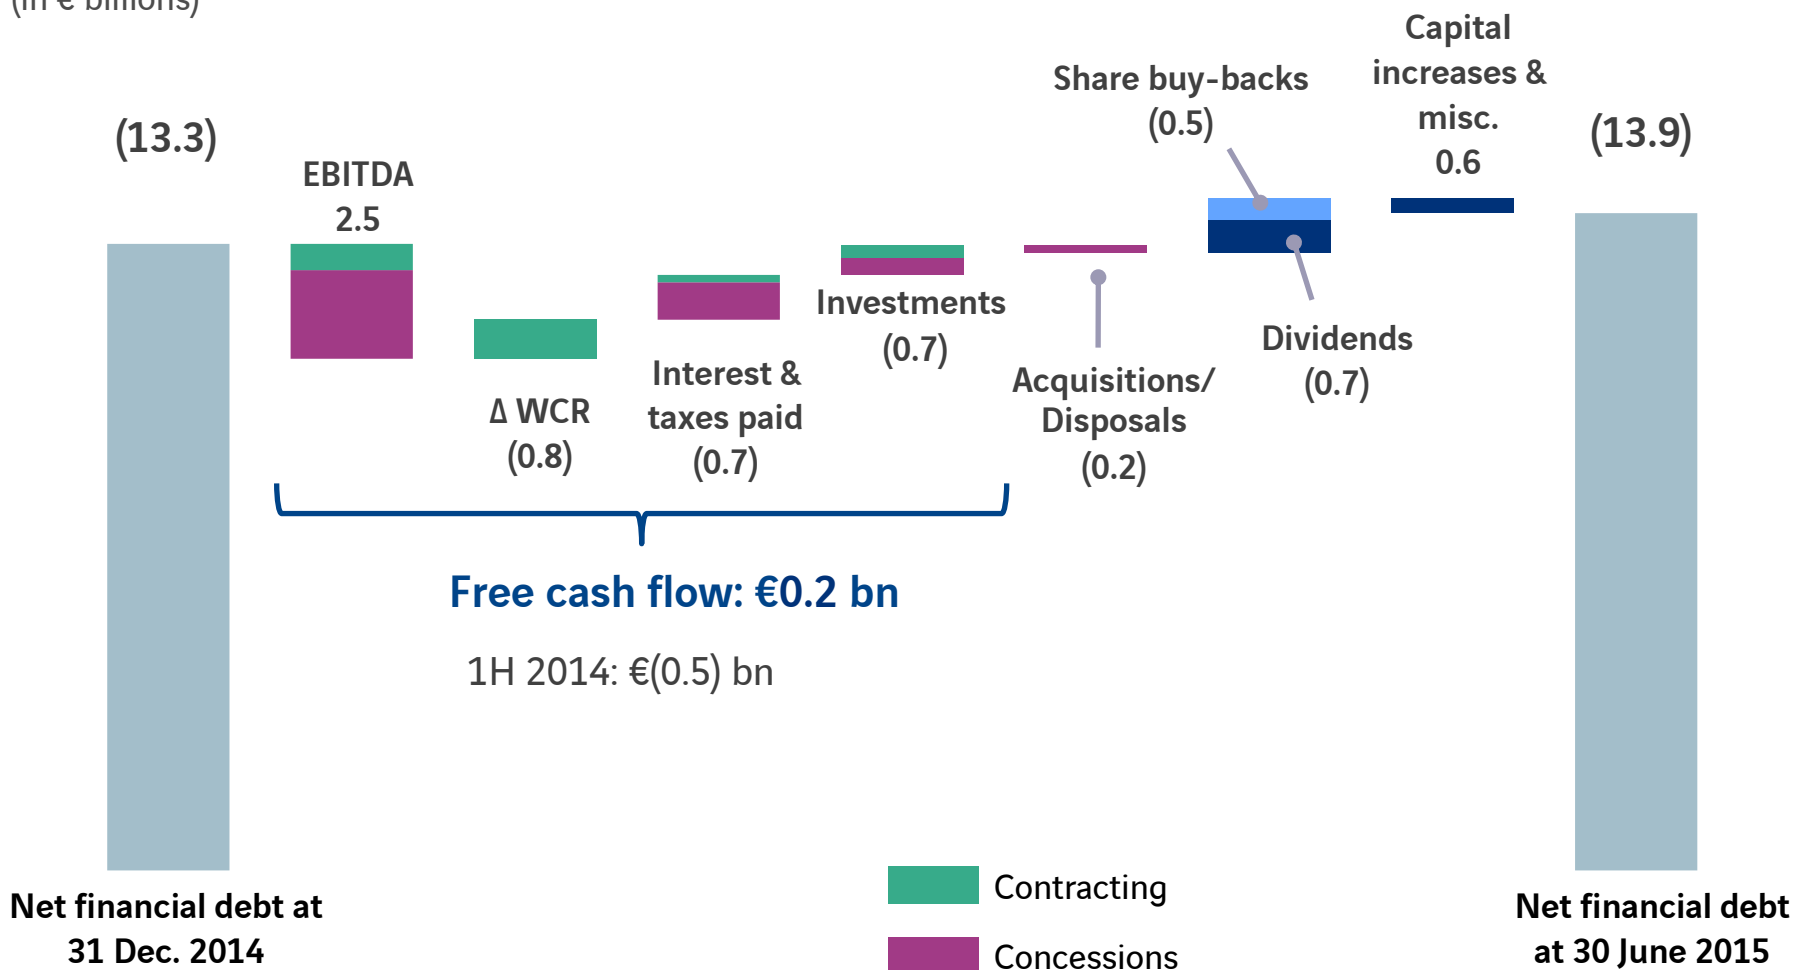 (in € billions)
(13.3)
EBITDA
2.5
Δ WCR
(0.8)
Interest &
taxes paid
(0.7)
Investments
(0.7)
Acquisitions/
Disposals
(0.2)
Share buy-backs
(0.5)
Dividends
(0.7)
Capital
increases &
misc.
0.6
(13.9)
Free cash flow: €0.2 bn
1H 2014: €(0.5) bn
Net financial debt at
31 Dec. 2014
Contracting
Concessions
Net financial debt
at 30 June 2015